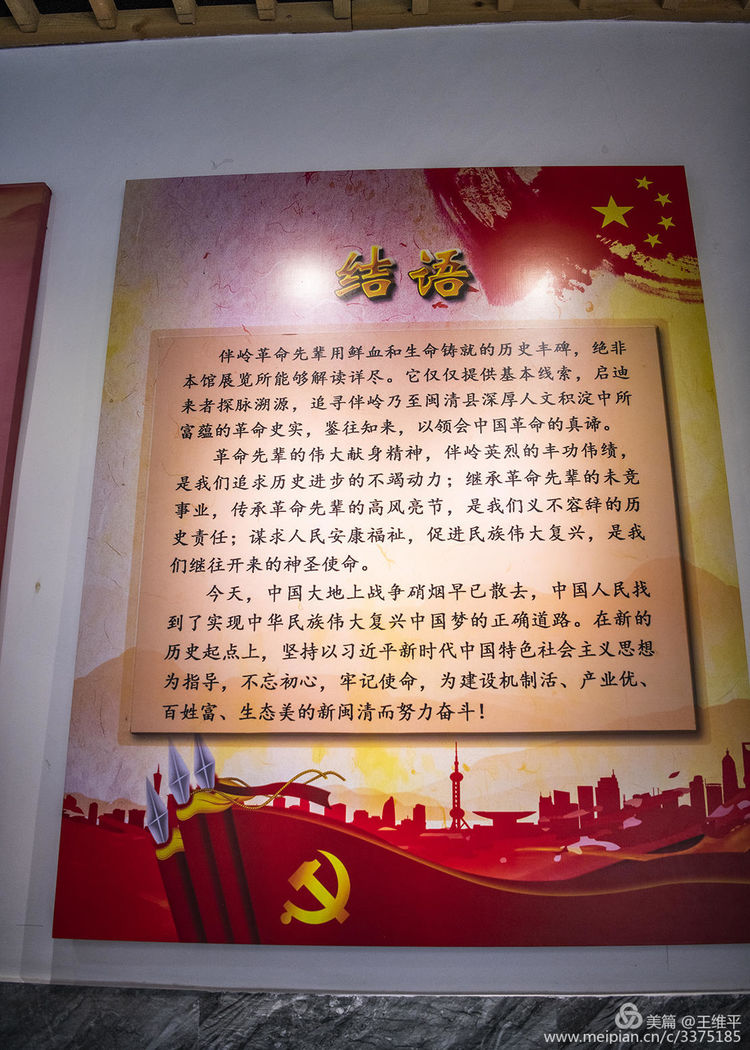 结语
伴岭革命先辈用鲜血和生命铸就的历史丰碑，绝非
本馆展览所能够解读详尽。它仅仅提供基本线索，启迪
来者探脉溯源，追寻伴岭乃至闽清县深厚人文积淀中所
富蕴的革命史实，鉴往知来，以领会中国革命的真谛。
革命先辈的伟大献身精神，伴岭英烈的丰功伟绩，
是我们追求历史进步的不竭动力；继承革命先辈的未竟
事业，传承革命先辈的高风亮节，是我们义不容辞的历
史责任；谋求人民安康福祉，促进民族伟大复兴，是我
们继往开来的神圣使命。
今天，中国大地上战争硝烟早已散去，中国人民找
到了实现中华民族伟大复兴中国梦的正确道路。在新的
历史起点上，坚持以习近平新时代中国特色社会主义思想
为指导，不忘初心，牢记使命，为建设机制活、产业优、
百姓富、生态美的新闽清而努力奋斗！
美篇 @王维平
www.meipian.cn/c/3375185